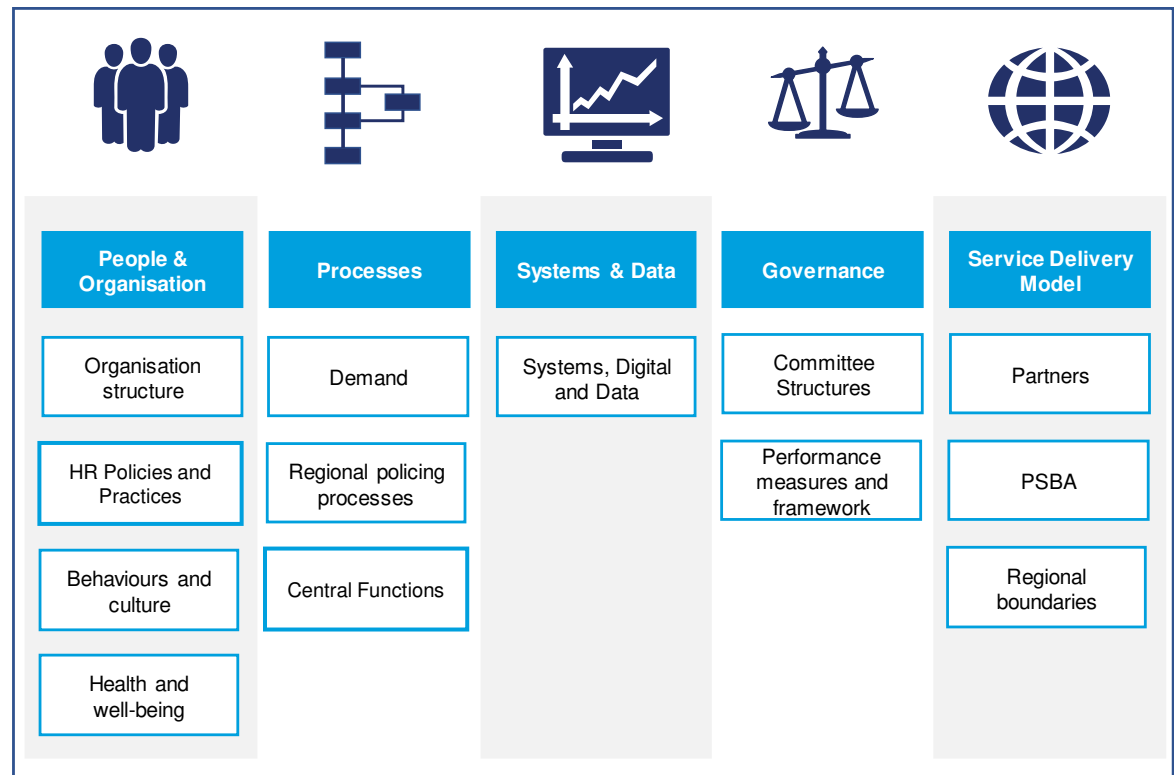 People &
Organisation
Processes
Systems & Data
Governance
Service Delivery
Model
Organisation
structure
HR Policies and
Practices
Behaviours and
culture
Health and
well-being
Demand
Regional policing
processes
Central Functions
Systems, Digital
and Data
Committee
Structures
Performance
measures and
framework
Partners
PSBA
Regional
boundaries